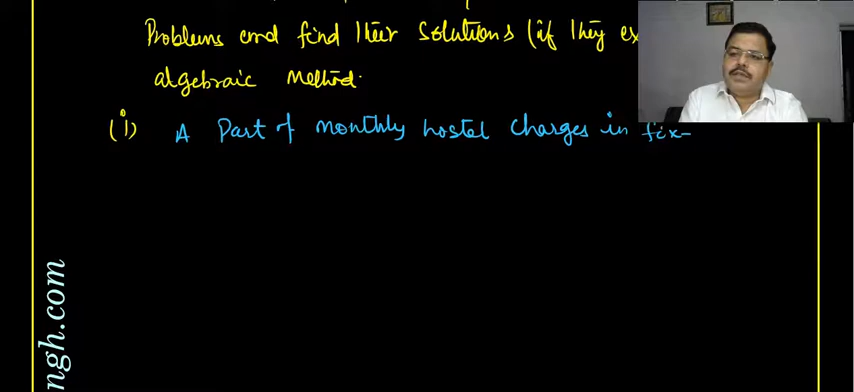 Problems and find their Solutions (if they ex
algebraic Method.
(i) A Part of monthly hostel charges in fix-
ngh.com